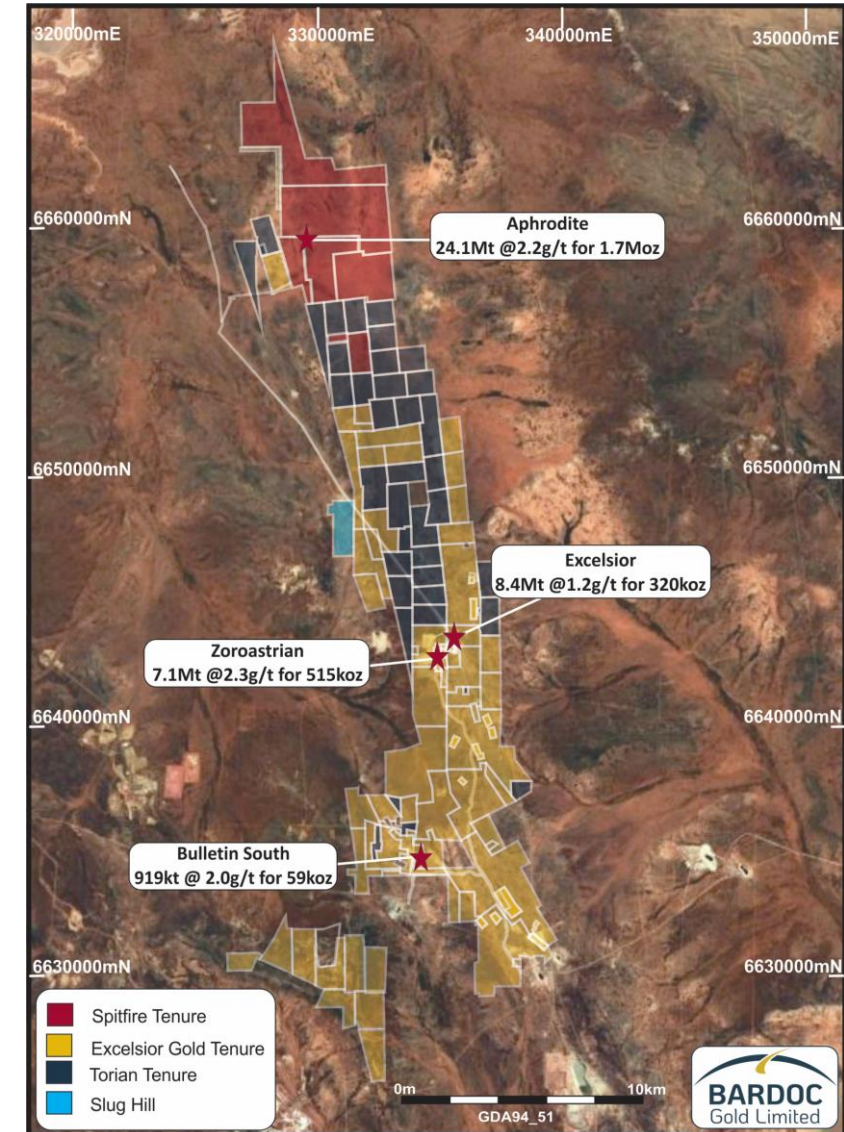 320000mE
330000mE
340000mE
350000mE
6660000mN
6660000mN
Aphrodite
24.1Mt @2.2g/t for 1.7Moz
6650000mN
6650000mN
Excelsior
8.4Mt @1.2g/t for 320koz
Zoroastrian
7.1Mt @2.3g/t for 515koz
6640000mN
6640000mN
Bulletin South
919kt @ 2.0g/t for 59koz
6630000mN
6630000mN
Spitfire Tenure
Excelsior Gold Tenure
Torian Tenure
Slug Hill
0m
10km
GDA94_51
BARDOC
Gold Limited